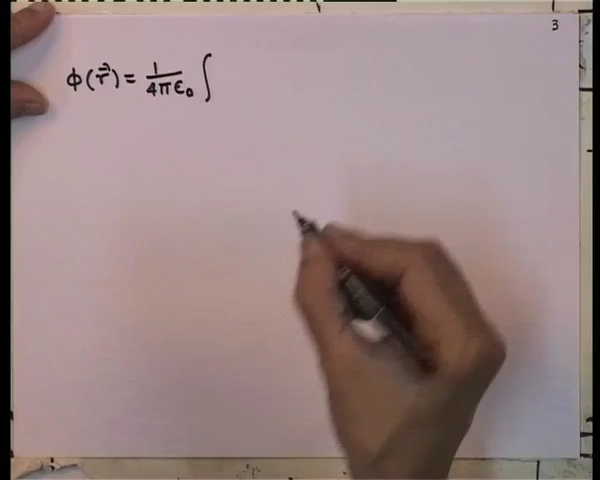 3
ϕ(r⃗) = 1/4πϵ₀ ∫